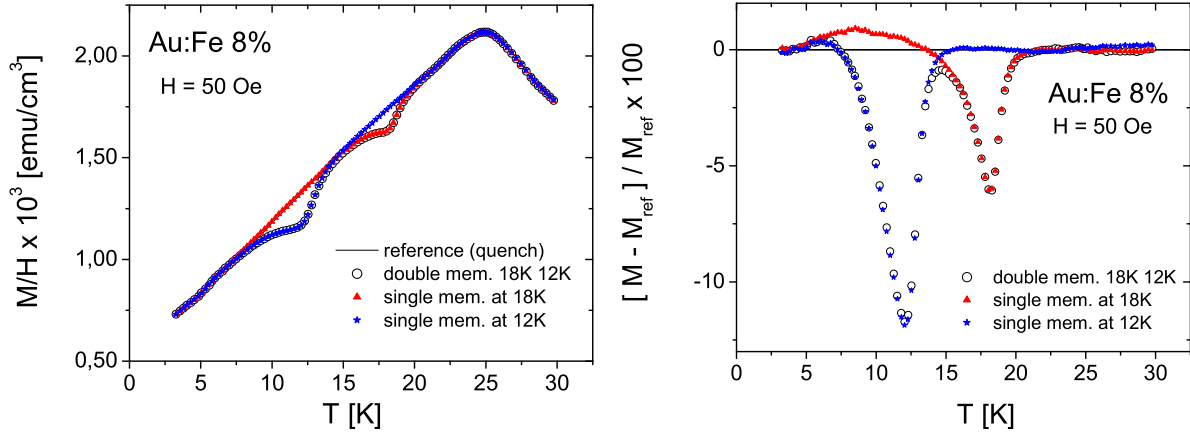 Au:Fe 8%
H = 50 Oe
M/H x 10³ [emu/cm³]
2,00
1,50
1,00
0,50
reference (quench)
double mem. 18K 12K
single mem. at 18K
single mem. at 12K
0 5 10 15 20 25 30
T [K]
[ M - M_ref ] / M_ref x 100
0
-5
-10
Au:Fe 8%
H = 50 Oe
double mem. 18K 12K
single mem. at 18K
single mem. at 12K
0 5 10 15 20 25 30
T [K]